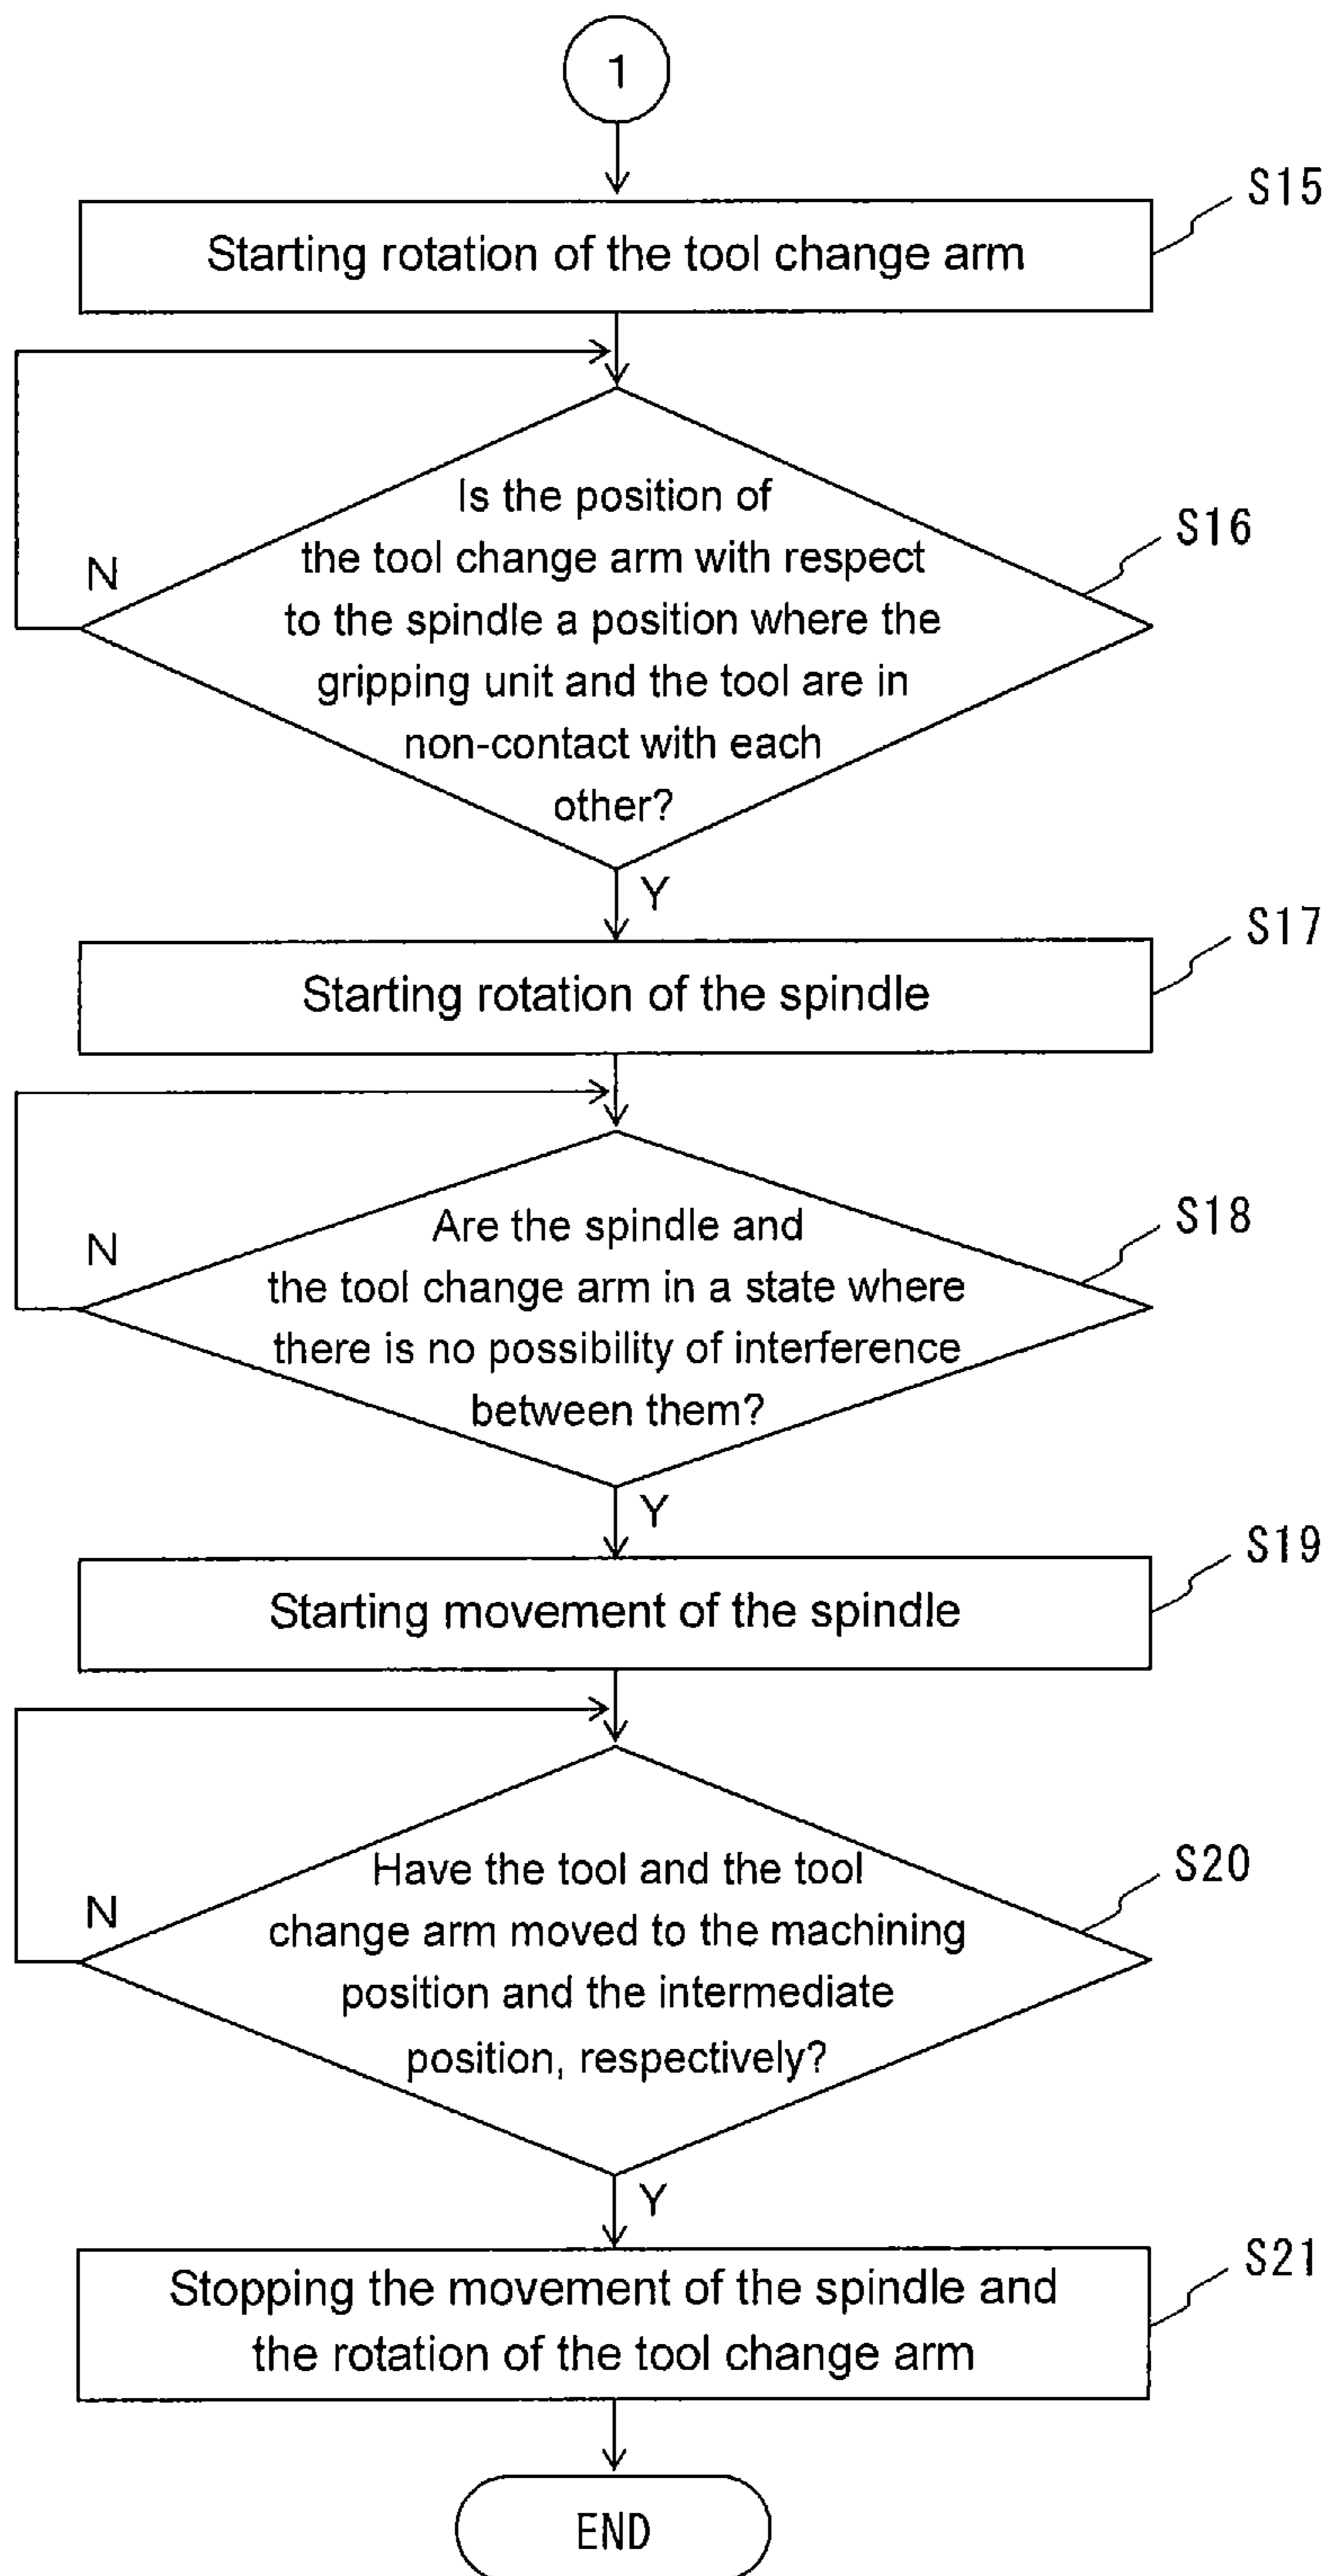 1
S15
Starting rotation of the tool change arm
S16
Is the position of
the tool change arm with respect
to the spindle a position where the
gripping unit and the tool are in
non-contact with each
other?
N
Y
S17
Starting rotation of the spindle
S18
Are the spindle and
the tool change arm in a state where
there is no possibility of interference
between them?
N
Y
S19
Starting movement of the spindle
S20
Have the tool and the tool
change arm moved to the machining
position and the intermediate
position, respectively?
N
Y
S21
Stopping the movement of the spindle and
the rotation of the tool change arm
END